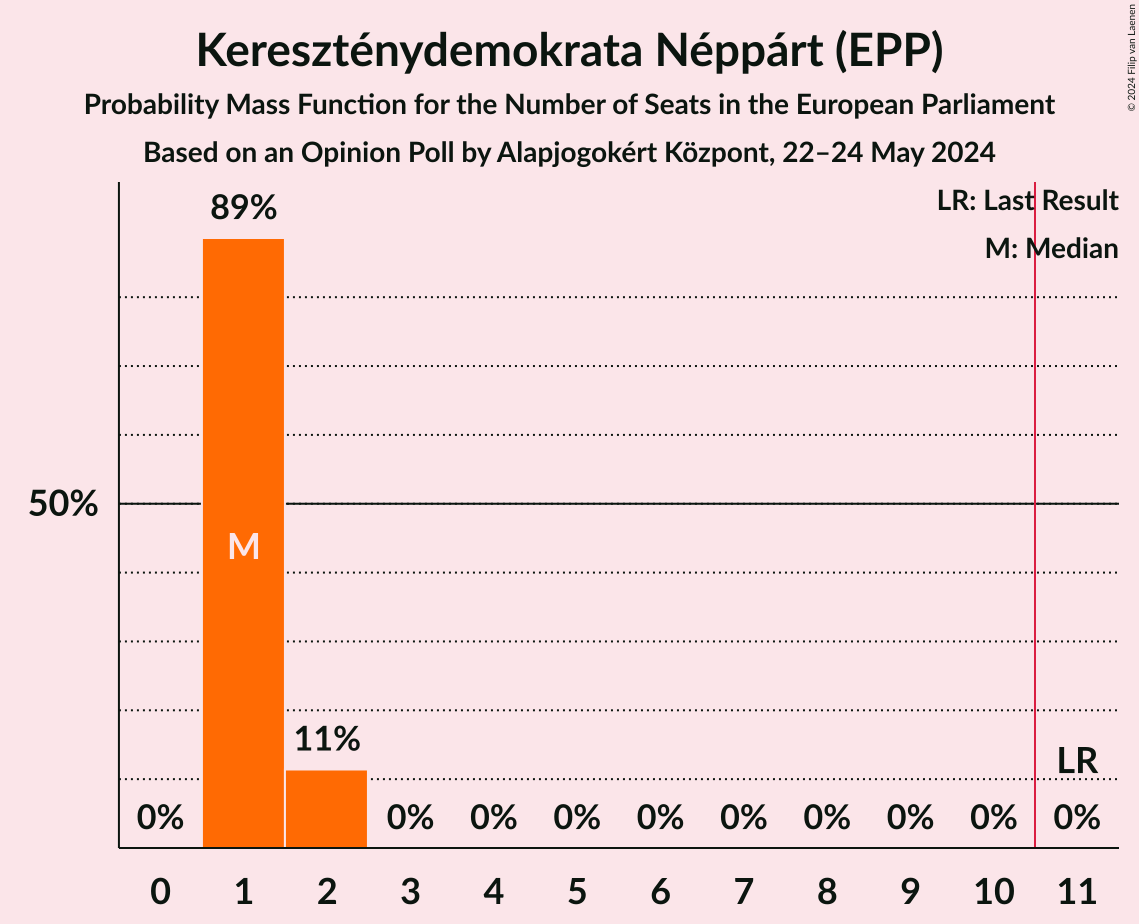 Kereszténydemokrata Néppárt (EPP)
Probability Mass Function for the Number of Seats in the European Parliament
Based on an Opinion Poll by Alapjogokért Központ, 22–24 May 2024
© 2024 Filip van Laenen
LR: Last Result
M: Median
89%
50%
M
11%
LR
0% 0% 0% 0% 0% 0% 0% 0% 0% 0%
0 1 2 3 4 5 6 7 8 9 10 11